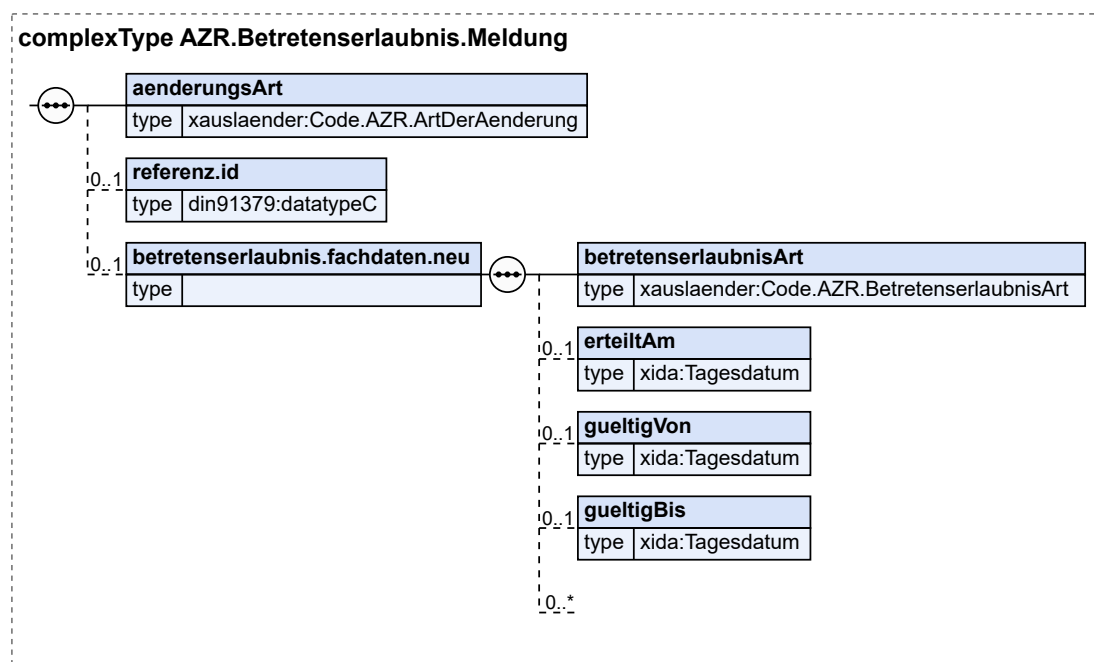 complexType AZR.Betretenserlaubnis.Meldung
aenderungsArt
type xauslaender:Code.AZR.ArtDerAenderung
0..1 referenz.id
type din91379:datatypeC
0..1 betretenserlaubnis.fachdaten.neu
type
betretenserlaubnisArt
type xauslaender:Code.AZR.BetretenserlaubnisArt
0..1 erteiltAm
type xida:Tagesdatum
0..1 gueltigVon
type xida:Tagesdatum
0..1 gueltigBis
type xida:Tagesdatum
0..*